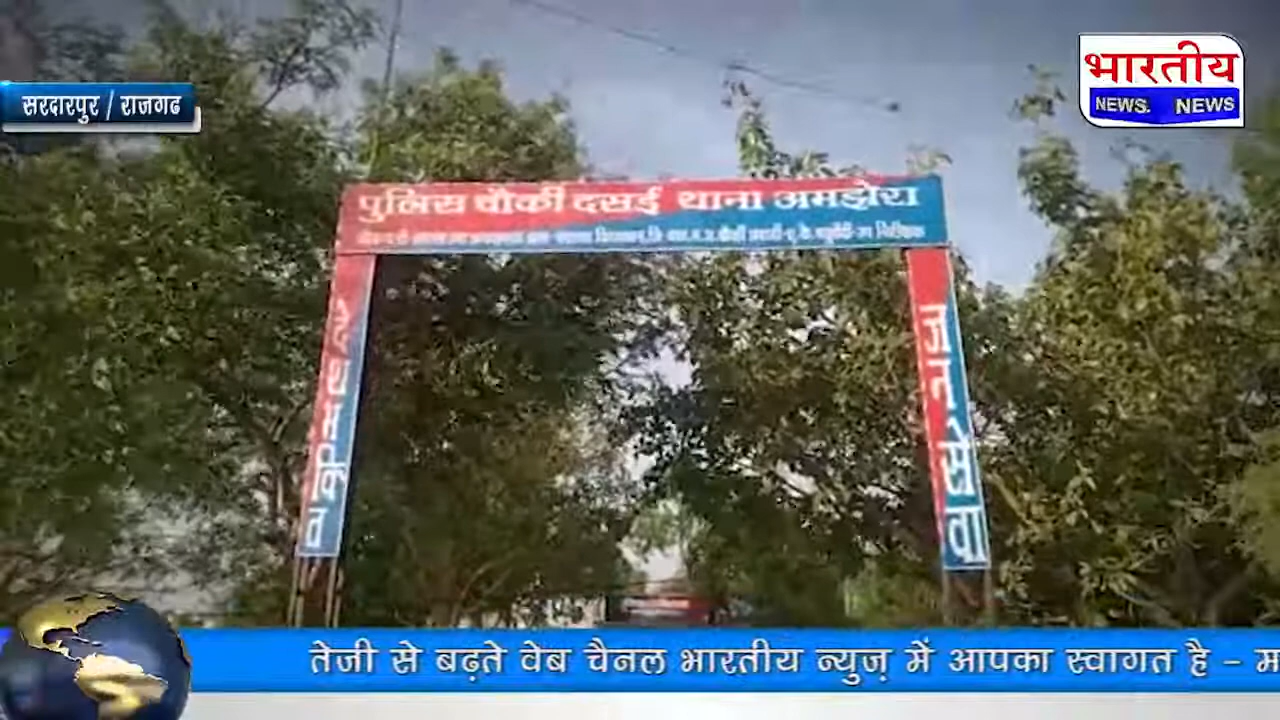 भारतीय
NEWS. NEWS
सरदारपुर / राजगढ
पुलिस चौकी दसई थाना अमझेरा
जनसेवा
तेजी से बढ़ते वेब चैनल भारतीय न्युज़ में आपका स्वागत है - म